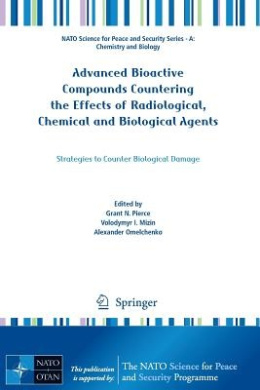 NATO Science for Peace and Security Series - A:
Chemistry and Biology
Advanced Bioactive
Compounds Countering
the Effects of Radiological,
Chemical and Biological Agents
Strategies to Counter Biological Damage
Edited by
Grant N. Pierce
Volodymyr I. Mizin
Alexander Omelchenko
Springer
NATO
OTAN
This publication
is supported by:
The NATO Science for Peace
and Security Programme